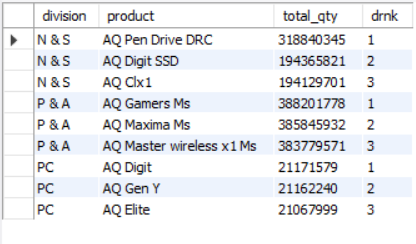 division product total_qty drnk
N & S AQ Pen Drive DRC 318840345 1
N & S AQ Digit SSD 194365821 2
N & S AQ Clx1 194129701 3
P & A AQ Gamers Ms 388201778 1
P & A AQ Maxima Ms 385845932 2
P & A AQ Master wireless x1 Ms 383779571 3
PC AQ Digit 21171579 1
PC AQ Gen Y 21162240 2
PC AQ Elite 21067999 3